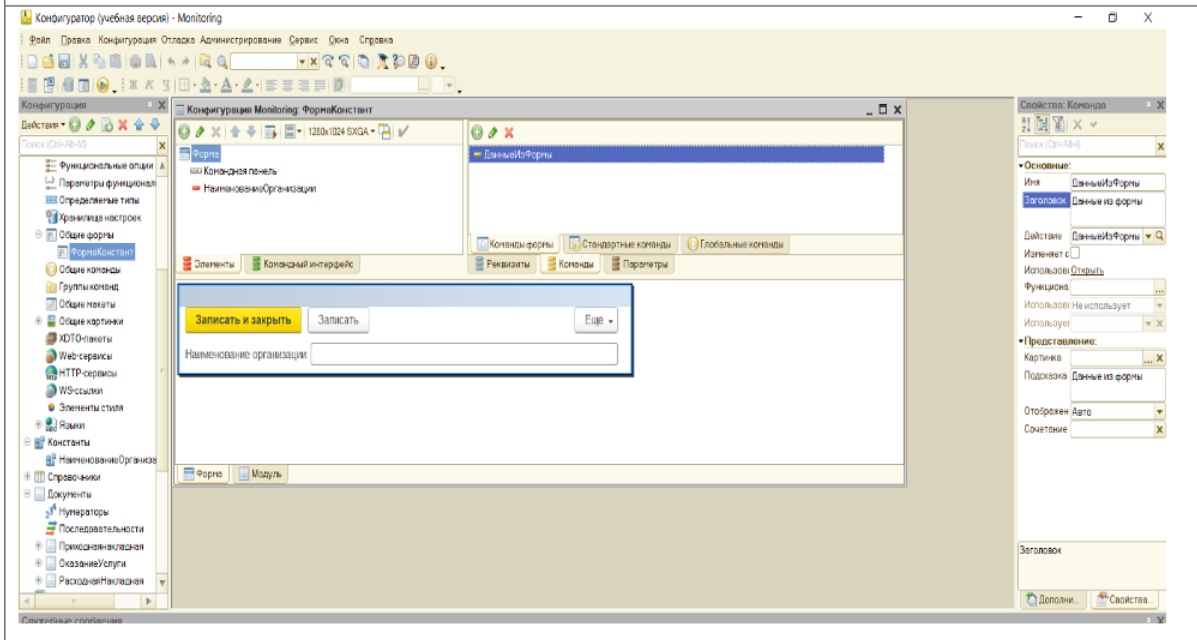 Конфигуратор (учебная версия) - Monitoring
Файл Правка Конфигурация Отладка Администрирование Сервис Окна Справка
Конфигурация
Действия
Поиск (Ctrl+Alt+M)
Функциональные опции
Параметры функционал
Определяемые типы
Хранилища настроек
Общие формы
ФормаКонстант
Общие команды
Группы команд
Общие макеты
Общие картинки
XDTO-пакеты
Web-сервисы
HTTP-сервисы
WS-ссылки
Элементы стиля
Языки
Константы
НаименованиеОрганиза
Справочники
Документы
Нумераторы
Последовательности
Приходнаянакладная
ОказаниеУслуги
РасходнаяНакладная
Конфигурация Monitoring: ФормаКонстант
1280x1024 SXGA
Форма
Командная панель
НаименованиеОрганизации
Элементы Командный интерфейс
ДанныеИзФормы
Команды формы Стандартные команды Глобальные команды
Реквизиты Команды Параметры
Записать и закрыть Записать Еще
Наименование организации:
Форма Модуль
Свойства: Команда
Поиск (Ctrl+Alt+I)
Основные:
Имя ДанныеИзФормы
Заголовок Данные из формы
Действие ДанныеИзФормы
Изменяет с
Использова Открыть
Функциона ...
Использова Не использует
Использует
Представление:
Картинка ...
Подсказка Данные из формы
Отображен Авто
Сочетание
Заголовок
Дополни... Свойства...
Служебные сообщения